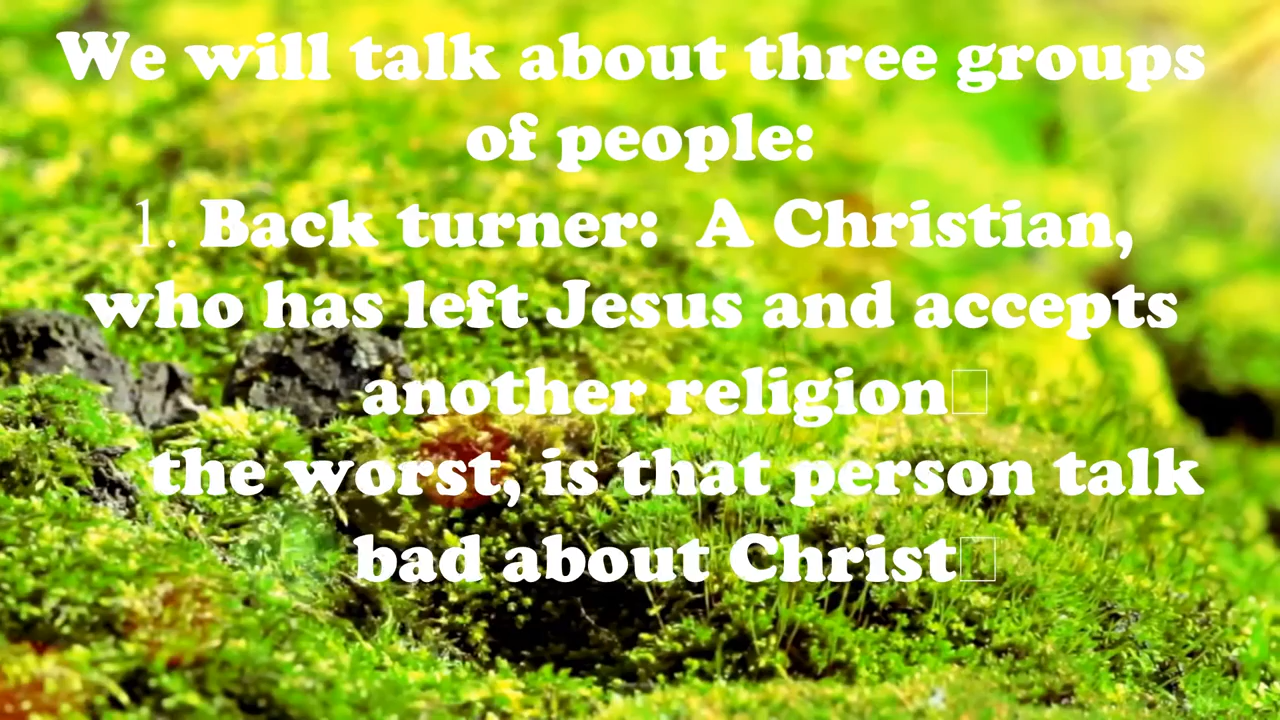 We will talk about three groups
of people:
1. Back turner:  A Christian,
who has left Jesus and accepts
another religion
the worst, is that person talk
bad about Christ